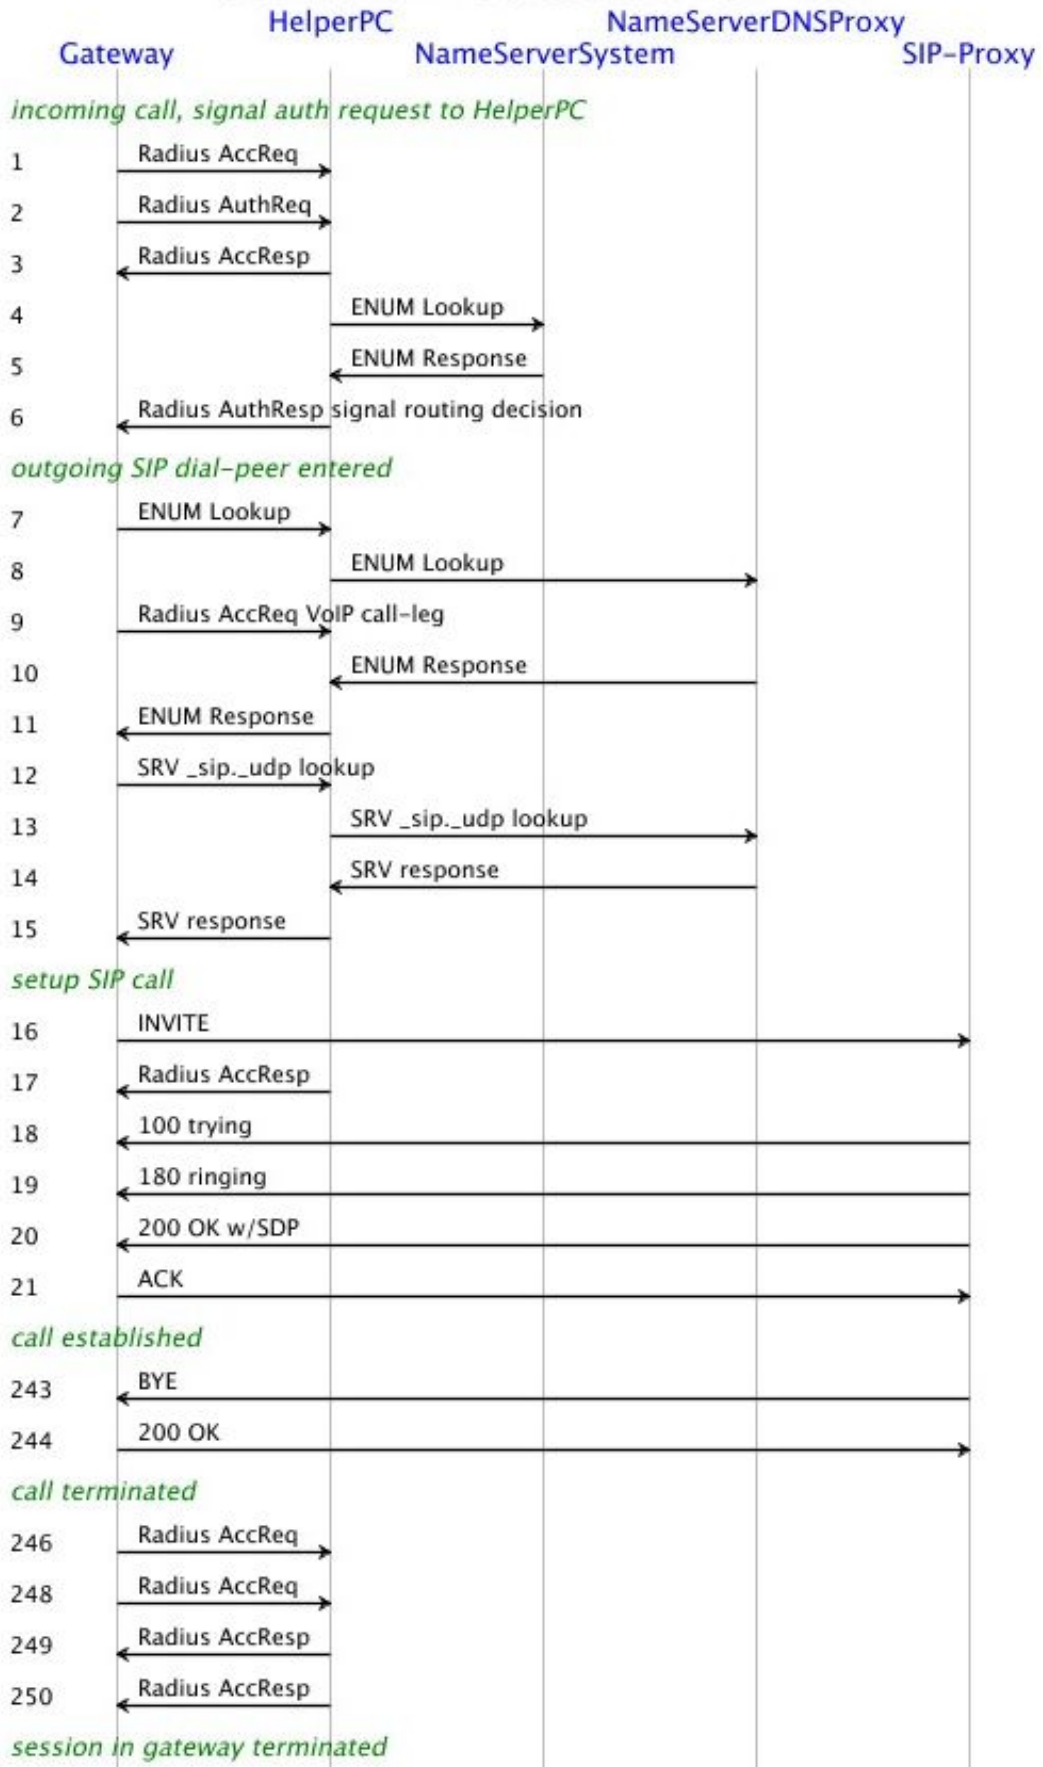 HelperPC NameServerDNSProxy
Gateway NameServerSystem SIP-Proxy
incoming call, signal auth request to HelperPC
1 Radius AccReq
2 Radius AuthReq
3 Radius AccResp
4 ENUM Lookup
5 ENUM Response
6 Radius AuthResp signal routing decision
outgoing SIP dial-peer entered
7 ENUM Lookup
8 ENUM Lookup
9 Radius AccReq VoIP call-leg
10 ENUM Response
11 ENUM Response
12 SRV _sip._udp lookup
13 SRV _sip._udp lookup
14 SRV response
15 SRV response
setup SIP call
16 INVITE
17 Radius AccResp
18 100 trying
19 180 ringing
20 200 OK w/SDP
21 ACK
call established
243 BYE
244 200 OK
call terminated
246 Radius AccReq
248 Radius AccReq
249 Radius AccResp
250 Radius AccResp
session in gateway terminated